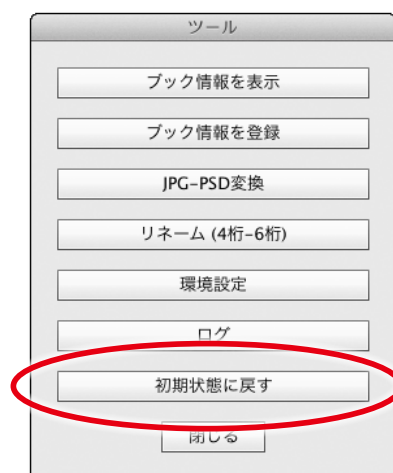 ツール
ブック情報を表示
ブック情報を登録
JPG-PSD変換
リネーム (4桁-6桁)
環境設定
ログ
初期状態に戻す
閉じる